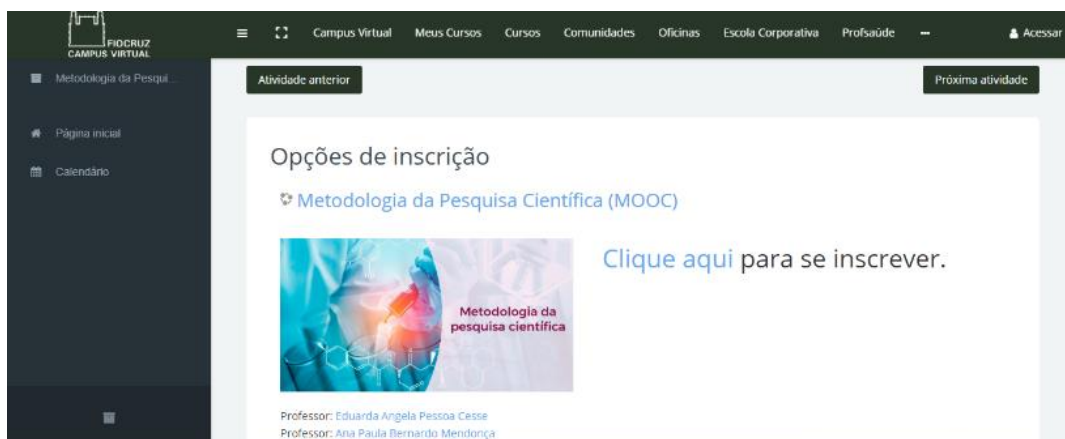 FIOCRUZ
CAMPUS VIRTUAL
Campus Virtual Meus Cursos Cursos Comunidades Oficinas Escola Corporativa Profsaúde Acessar
Metodologia da Pesqui...
Página inicial
Calendário
Atividade anterior
Próxima atividade
Opções de inscrição
Metodologia da Pesquisa Científica (MOOC)
Metodologia da
pesquisa científica
Clique aqui para se inscrever.
Professor: Eduarda Angela Pessoa Cesse
Professor: Ana Paula Bernardo Mendonça